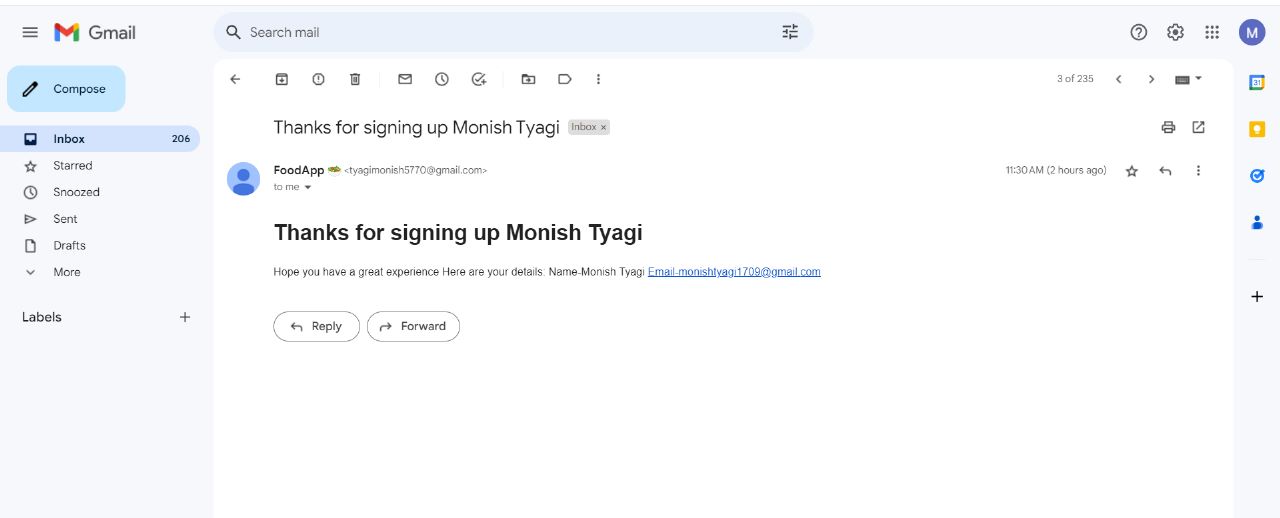 Gmail
Search mail
M
Compose
3 of 235
31
Inbox 206
Thanks for signing up Monish Tyagi Inbox x
Starred
FoodApp <tyagimonish5770@gmail.com> 11:30 AM (2 hours ago)
to me
Snoozed
Sent
Thanks for signing up Monish Tyagi
Drafts
More
Hope you have a great experience Here are your details: Name-Monish Tyagi Email-monishtyagi1709@gmail.com
Labels
Reply Forward